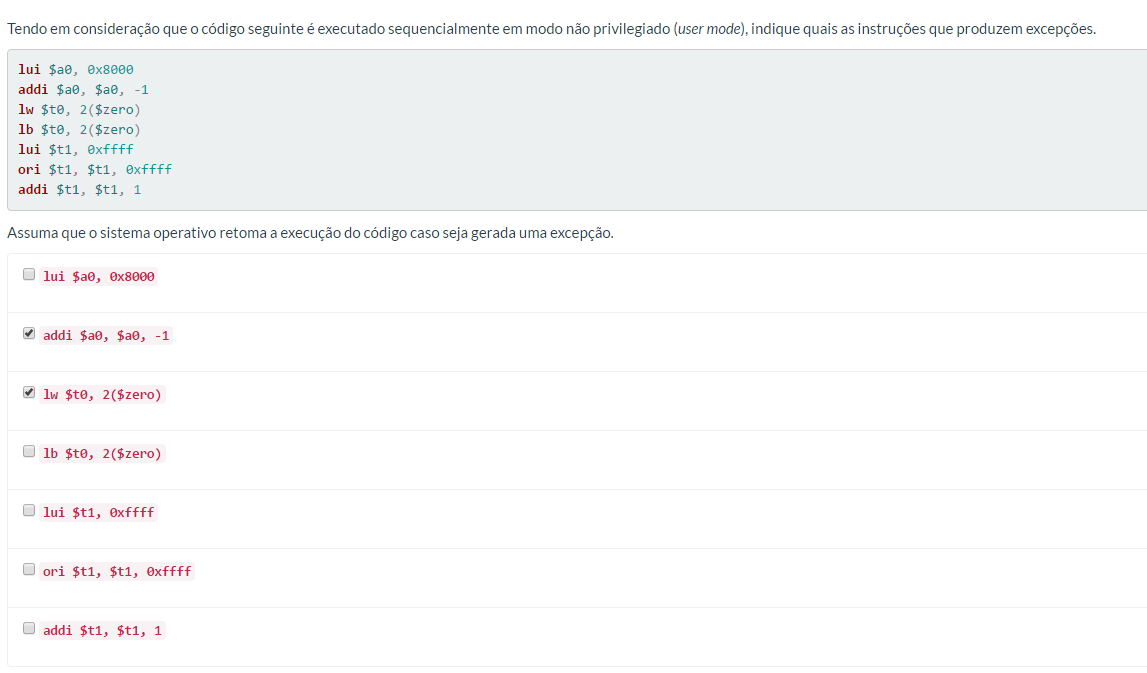 Tendo em consideração que o código seguinte é executado sequencialmente em modo não privilegiado (user mode), indique quais as instruções que produzem excepções.
lui $a0, 0x8000
addi $a0, $a0, -1
lw $t0, 2($zero)
lb $t0, 2($zero)
lui $t1, 0xffff
ori $t1, $t1, 0xffff
addi $t1, $t1, 1
Assuma que o sistema operativo retoma a execução do código caso seja gerada uma excepção.
lui $a0, 0x8000
addi $a0, $a0, -1
lw $t0, 2($zero)
lb $t0, 2($zero)
lui $t1, 0xffff
ori $t1, $t1, 0xffff
addi $t1, $t1, 1